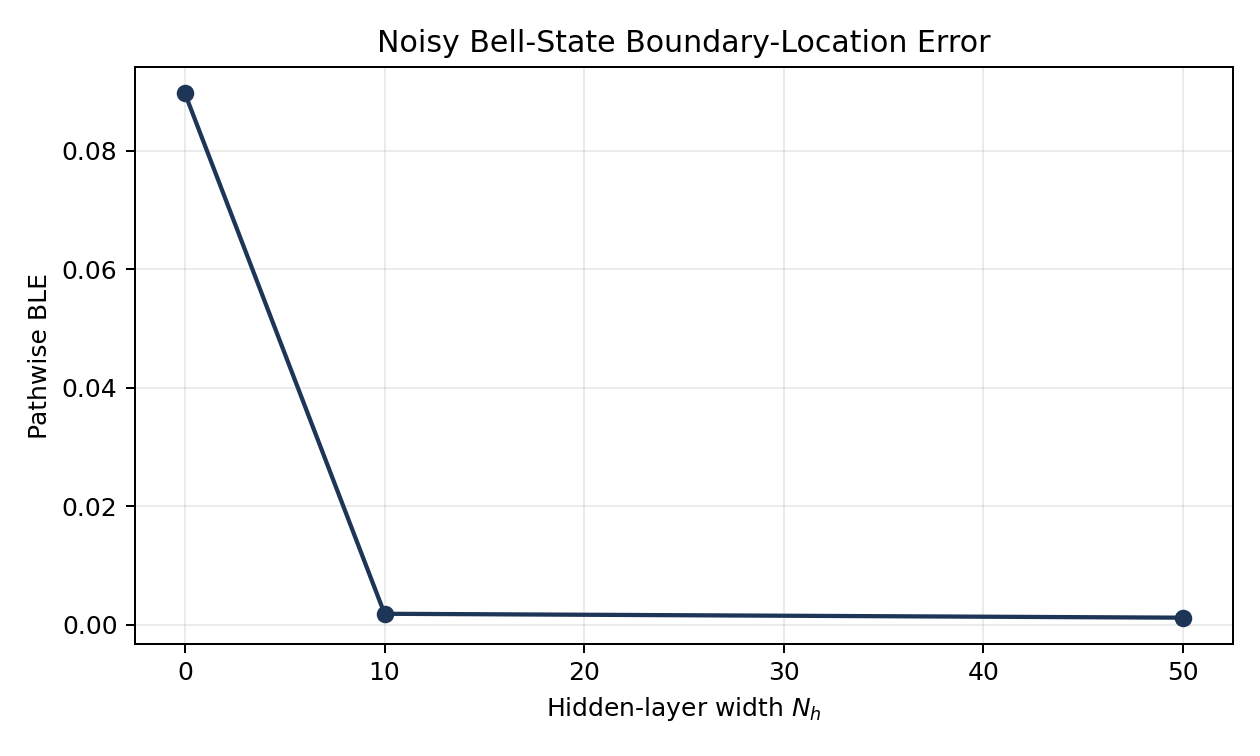 Noisy Bell-State Boundary-Location Error
Pathwise BLE
0.08
0.06
0.04
0.02
0.00
0 10 20 30 40 50
Hidden-layer width $N_h$